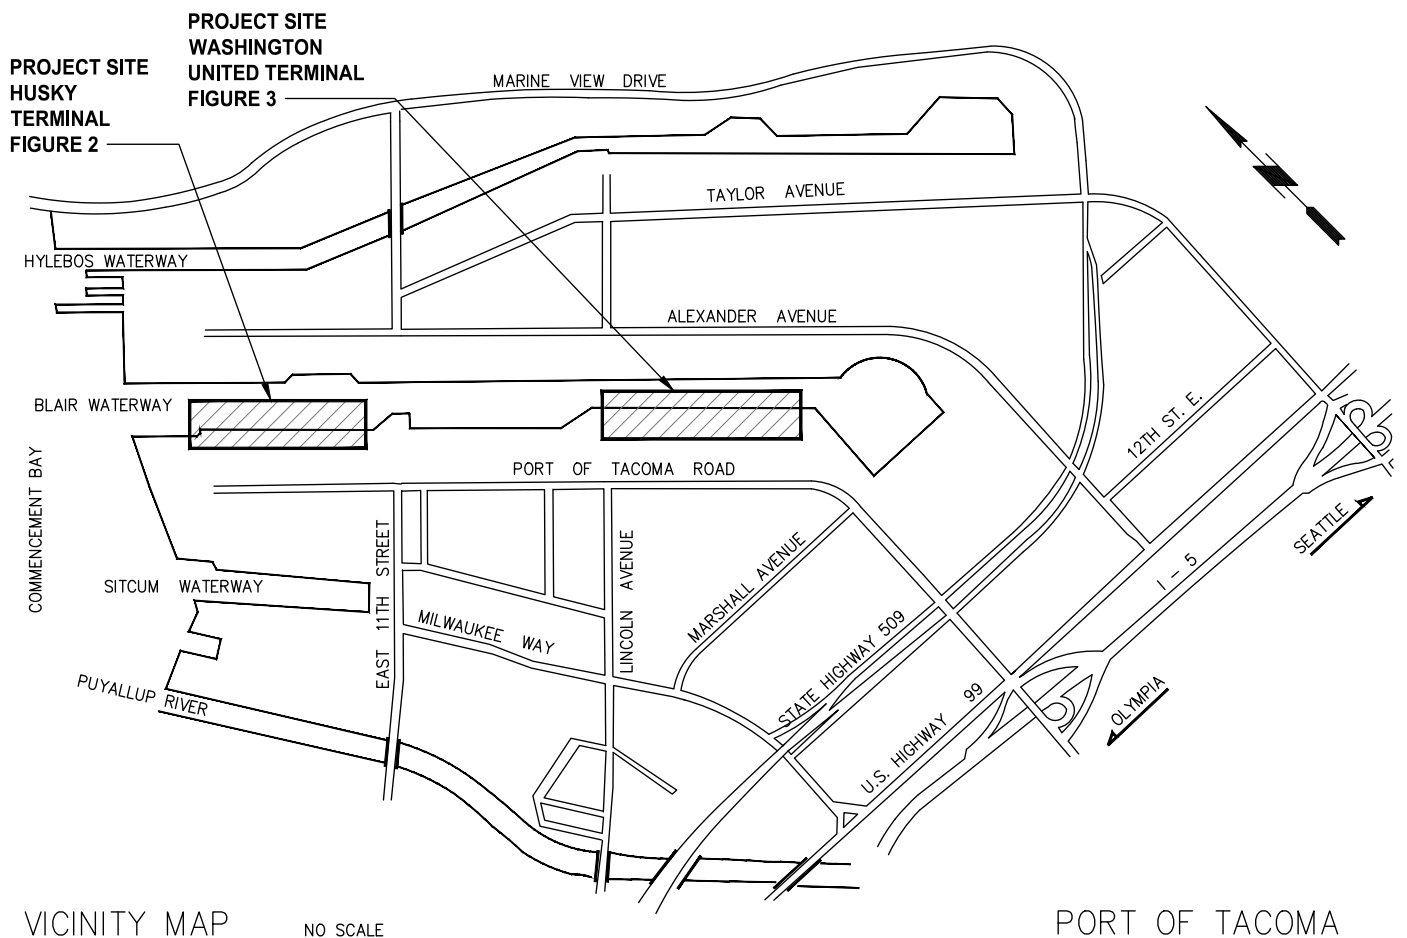 PROJECT SITE
WASHINGTON
UNITED TERMINAL
FIGURE 3
PROJECT SITE
HUSKY
TERMINAL
FIGURE 2
MARINE VIEW DRIVE
TAYLOR AVENUE
HYLEBOS WATERWAY
ALEXANDER AVENUE
BLAIR WATERWAY
12TH ST. E.
COMMENCEMENT BAY
PORT OF TACOMA ROAD
SEATTLE
EAST 11TH STREET
LINCOLN AVENUE
MARSHALL AVENUE
I - 5
SITCUM WATERWAY
MILWAUKEE WAY
STATE HIGHWAY 509
PUYALLUP RIVER
U.S. HIGHWAY 99
OLYMPIA
VICINITY MAP
NO SCALE
PORT OF TACOMA